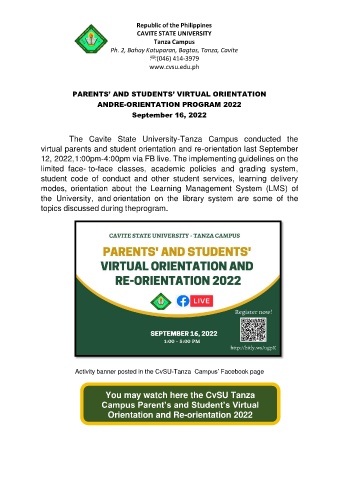 Republic of the Philippines
CAVITE STATE UNIVERSITY
Tanza Campus
Ph. 2, Bahay Katuparan, Bagtas, Tanza, Cavite
(046) 414-3979
www.cvsu.edu.ph
PARENTS' AND STUDENTS' VIRTUAL ORIENTATION
ANDRE-ORIENTATION PROGRAM 2022
September 16, 2022
The Cavite State University-Tanza Campus conducted the
virtual parents and student orientation and re-orientation last September
12, 2022,1:00pm-4:00pm via FB live. The implementing guidelines on the
limited face- to-face classes, academic policies and grading system,
student code of conduct and other student services, learning delivery
modes, orientation about the Learning Management System (LMS) of
the University, and orientation on the library system are some of the
topics discussed during theprogram.
CAVITE STATE UNIVERSITY - TANZA CAMPUS
PARENTS' AND STUDENTS'
VIRTUAL ORIENTATION AND
RE-ORIENTATION 2022
LIVE
Register now!
SEPTEMBER 16, 2022
1:00 - 5:00 PM
Activity banner posted in the CvSU-Tanza Campus' Facebook page
You may watch here the CvSU Tanza
Campus Parent's and Student's Virtual
Orientation and Re-orientation 2022